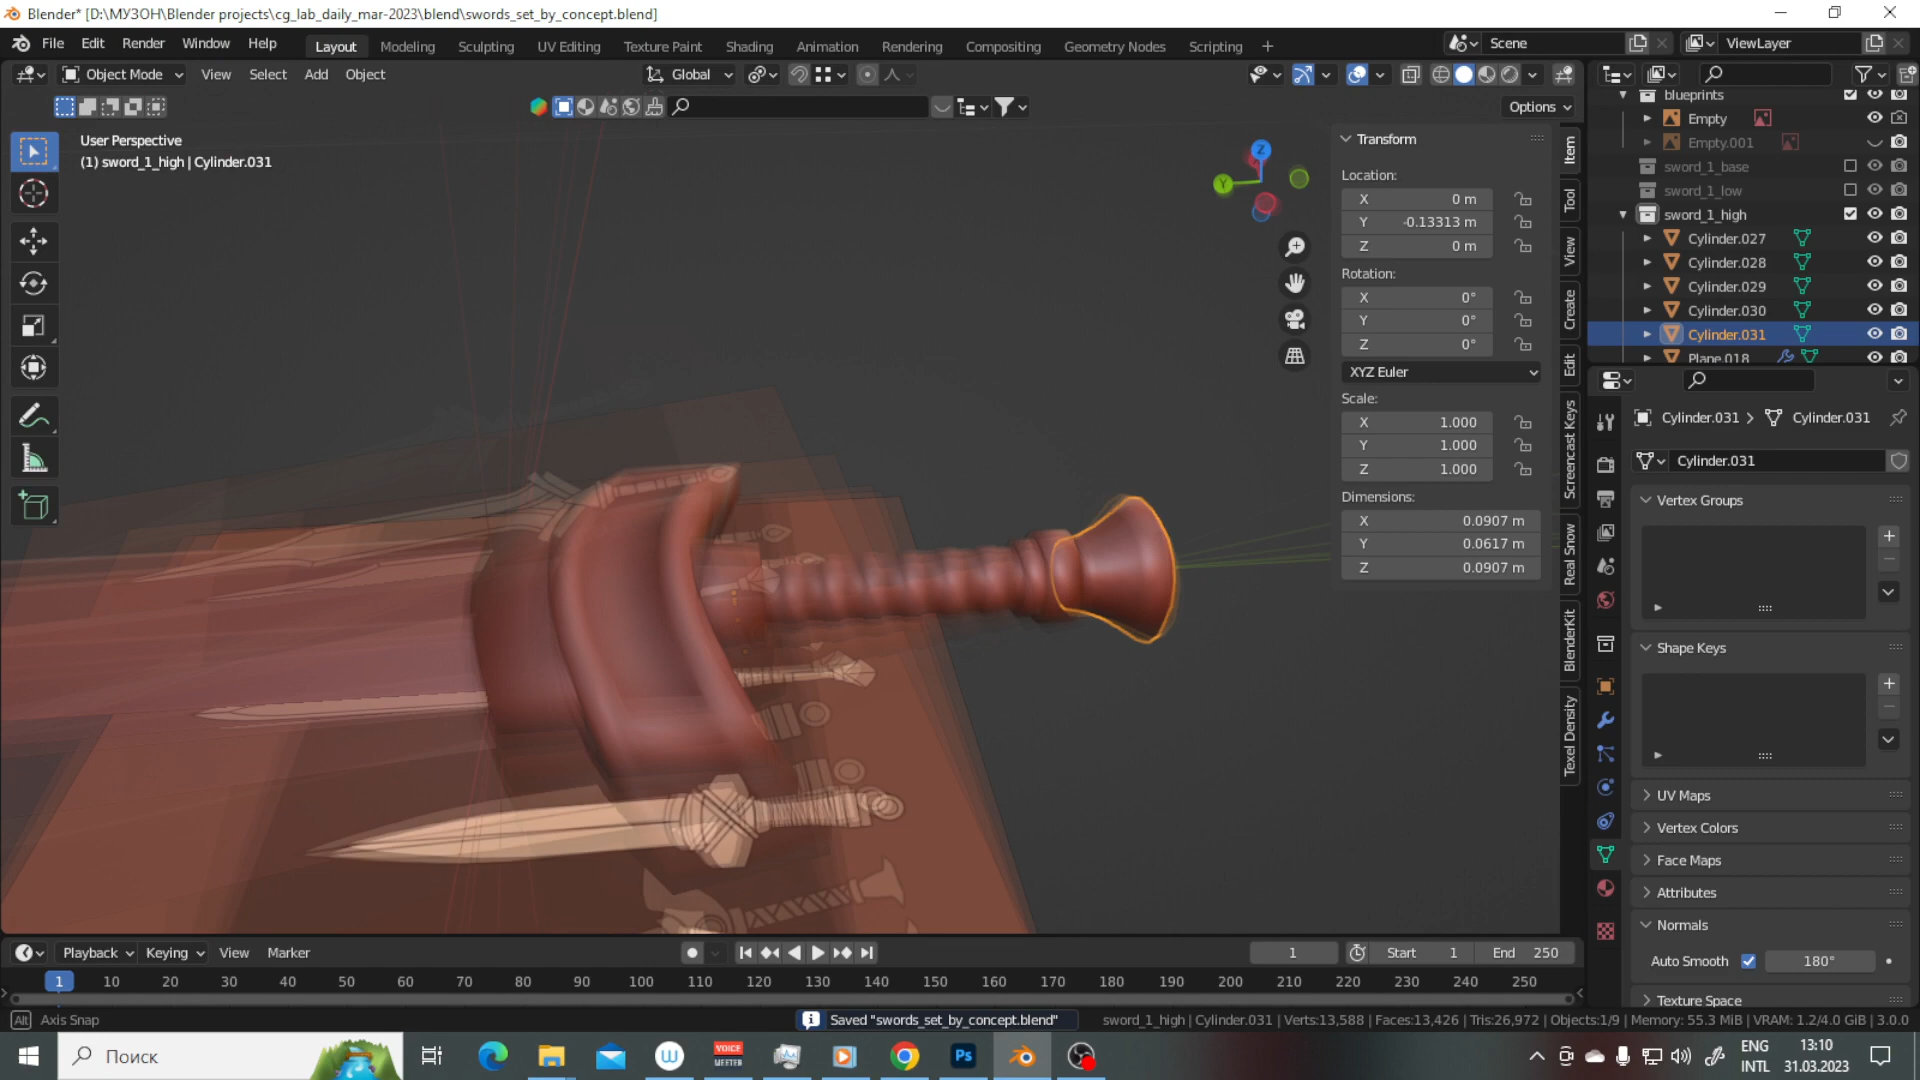 Blender* [D:\МУЗОН\Blender projects\cg_lab_daily_mar-2023\blend\swords_set_by_concept.blend]
File Edit Render Window Help Layout Modeling Sculpting UV Editing Texture Paint Shading Animation Rendering Compositing Geometry Nodes Scripting + Scene ViewLayer
Object Mode View Select Add Object Global
Options
User Perspective
(1) sword_1_high | Cylinder.031
Z
Y
Transform
Location:
X 0 m
Y -0.13313 m
Z 0 m
Rotation:
X 0°
Y 0°
Z 0°
XYZ Euler
Scale:
X 1.000
Y 1.000
Z 1.000
Dimensions:
X 0.0907 m
Y 0.0617 m
Z 0.0907 m
Item
Tool
View
Create
Edit
Screencast Keys
Real Snow
BlenderKit
Texel Density
blueprints
Empty
Empty.001
sword_1_base
sword_1_low
sword_1_high
Cylinder.027
Cylinder.028
Cylinder.029
Cylinder.030
Cylinder.031
Plane.018
Cylinder.031 Cylinder.031
Cylinder.031
Vertex Groups
Shape Keys
UV Maps
Vertex Colors
Face Maps
Attributes
Normals
Auto Smooth 180°
Texture Space
Playback Keying View Marker 1 Start 1 End 250
1 10 20 30 40 50 60 70 80 90 100 110 120 130 140 150 160 170 180 190 200 210 220 230 240 250
Alt Axis Snap Saved "swords_set_by_concept.blend" sword_1_high | Cylinder.031 | Verts:13,588 | Faces:13,426 | Tris:26,972 | Objects:1/9 | Memory: 55.3 MiB | VRAM: 1.2/4.0 GiB | 3.0.0
Поиск VOICE MEETER Ps
ENG
INTL
13:10
31.03.2023